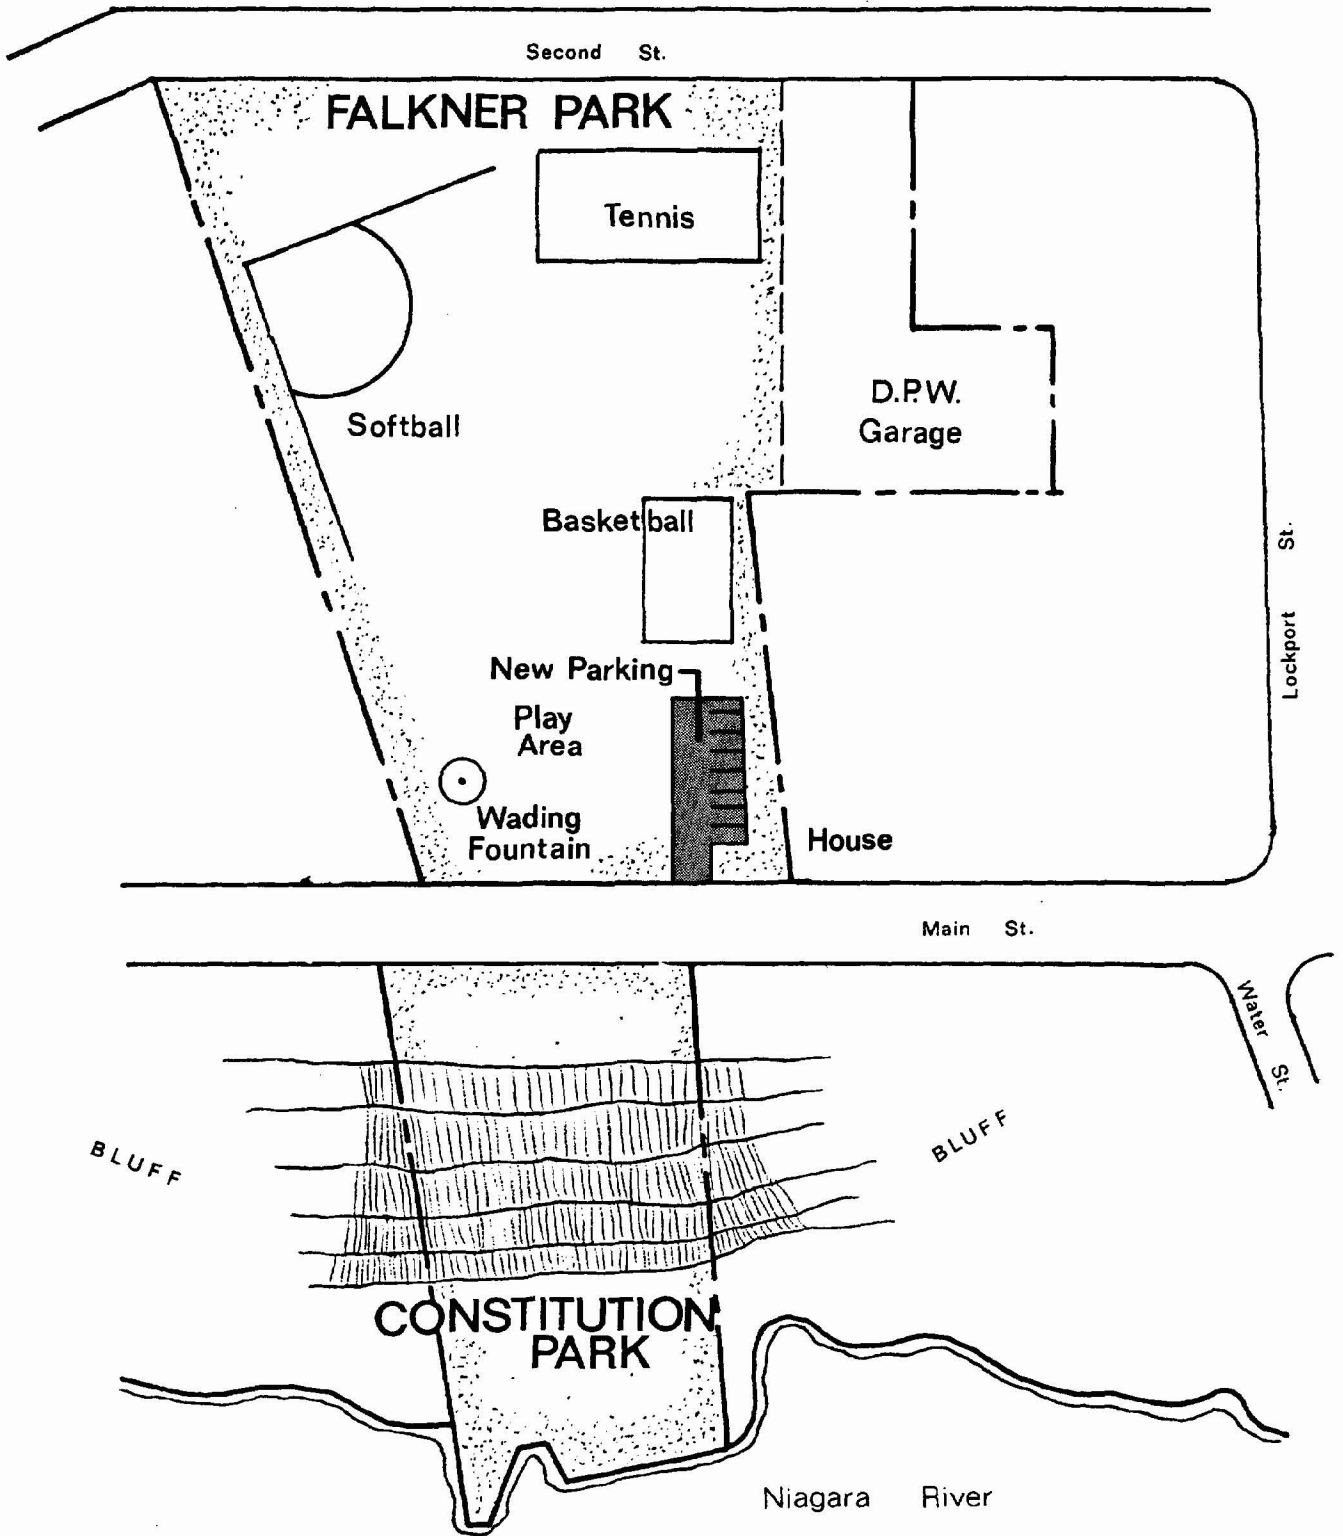 Second St.
FALKNER PARK
Tennis
D.P.W.
Garage
Softball
Basketball
Lockport St.
New Parking
Play
Area
Wading
Fountain
House
Main St.
Water St.
BLUFF
BLUFF
CONSTITUTION
PARK
Niagara River